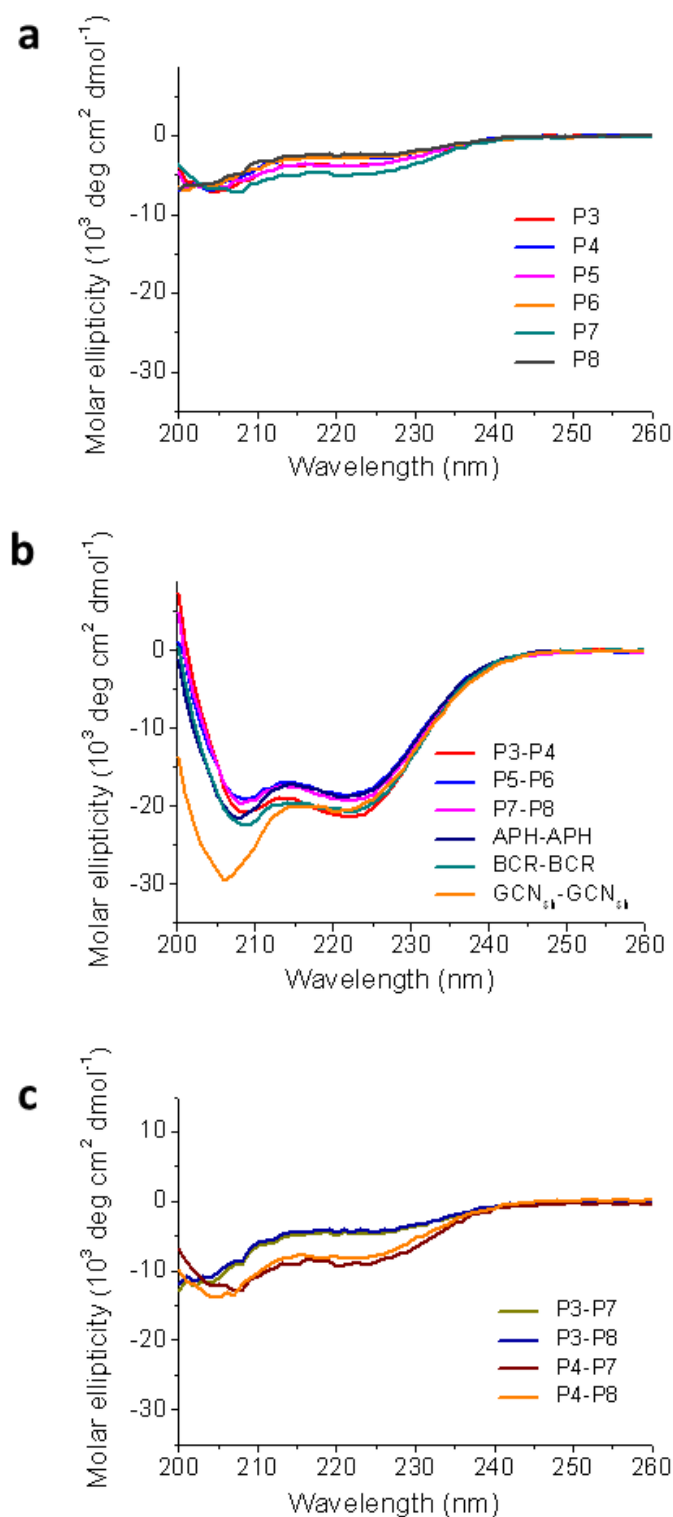 a
Molar ellipticity (10³ deg cm² dmol⁻¹)
0
-10
-20
-30
P3
P4
P5
P6
P7
P8
200 210 220 230 240 250 260
Wavelength (nm)
b
Molar ellipticity (10³ deg cm² dmol⁻¹)
0
-10
-20
-30
P3-P4
P5-P6
P7-P8
APH-APH
BCR-BCR
GCNsh-GCNsh
200 210 220 230 240 250 260
Wavelength (nm)
c
Molar ellipticity (10³ deg cm² dmol⁻¹)
10
0
-10
-20
-30
P3-P7
P3-P8
P4-P7
P4-P8
200 210 220 230 240 250 260
Wavelength (nm)